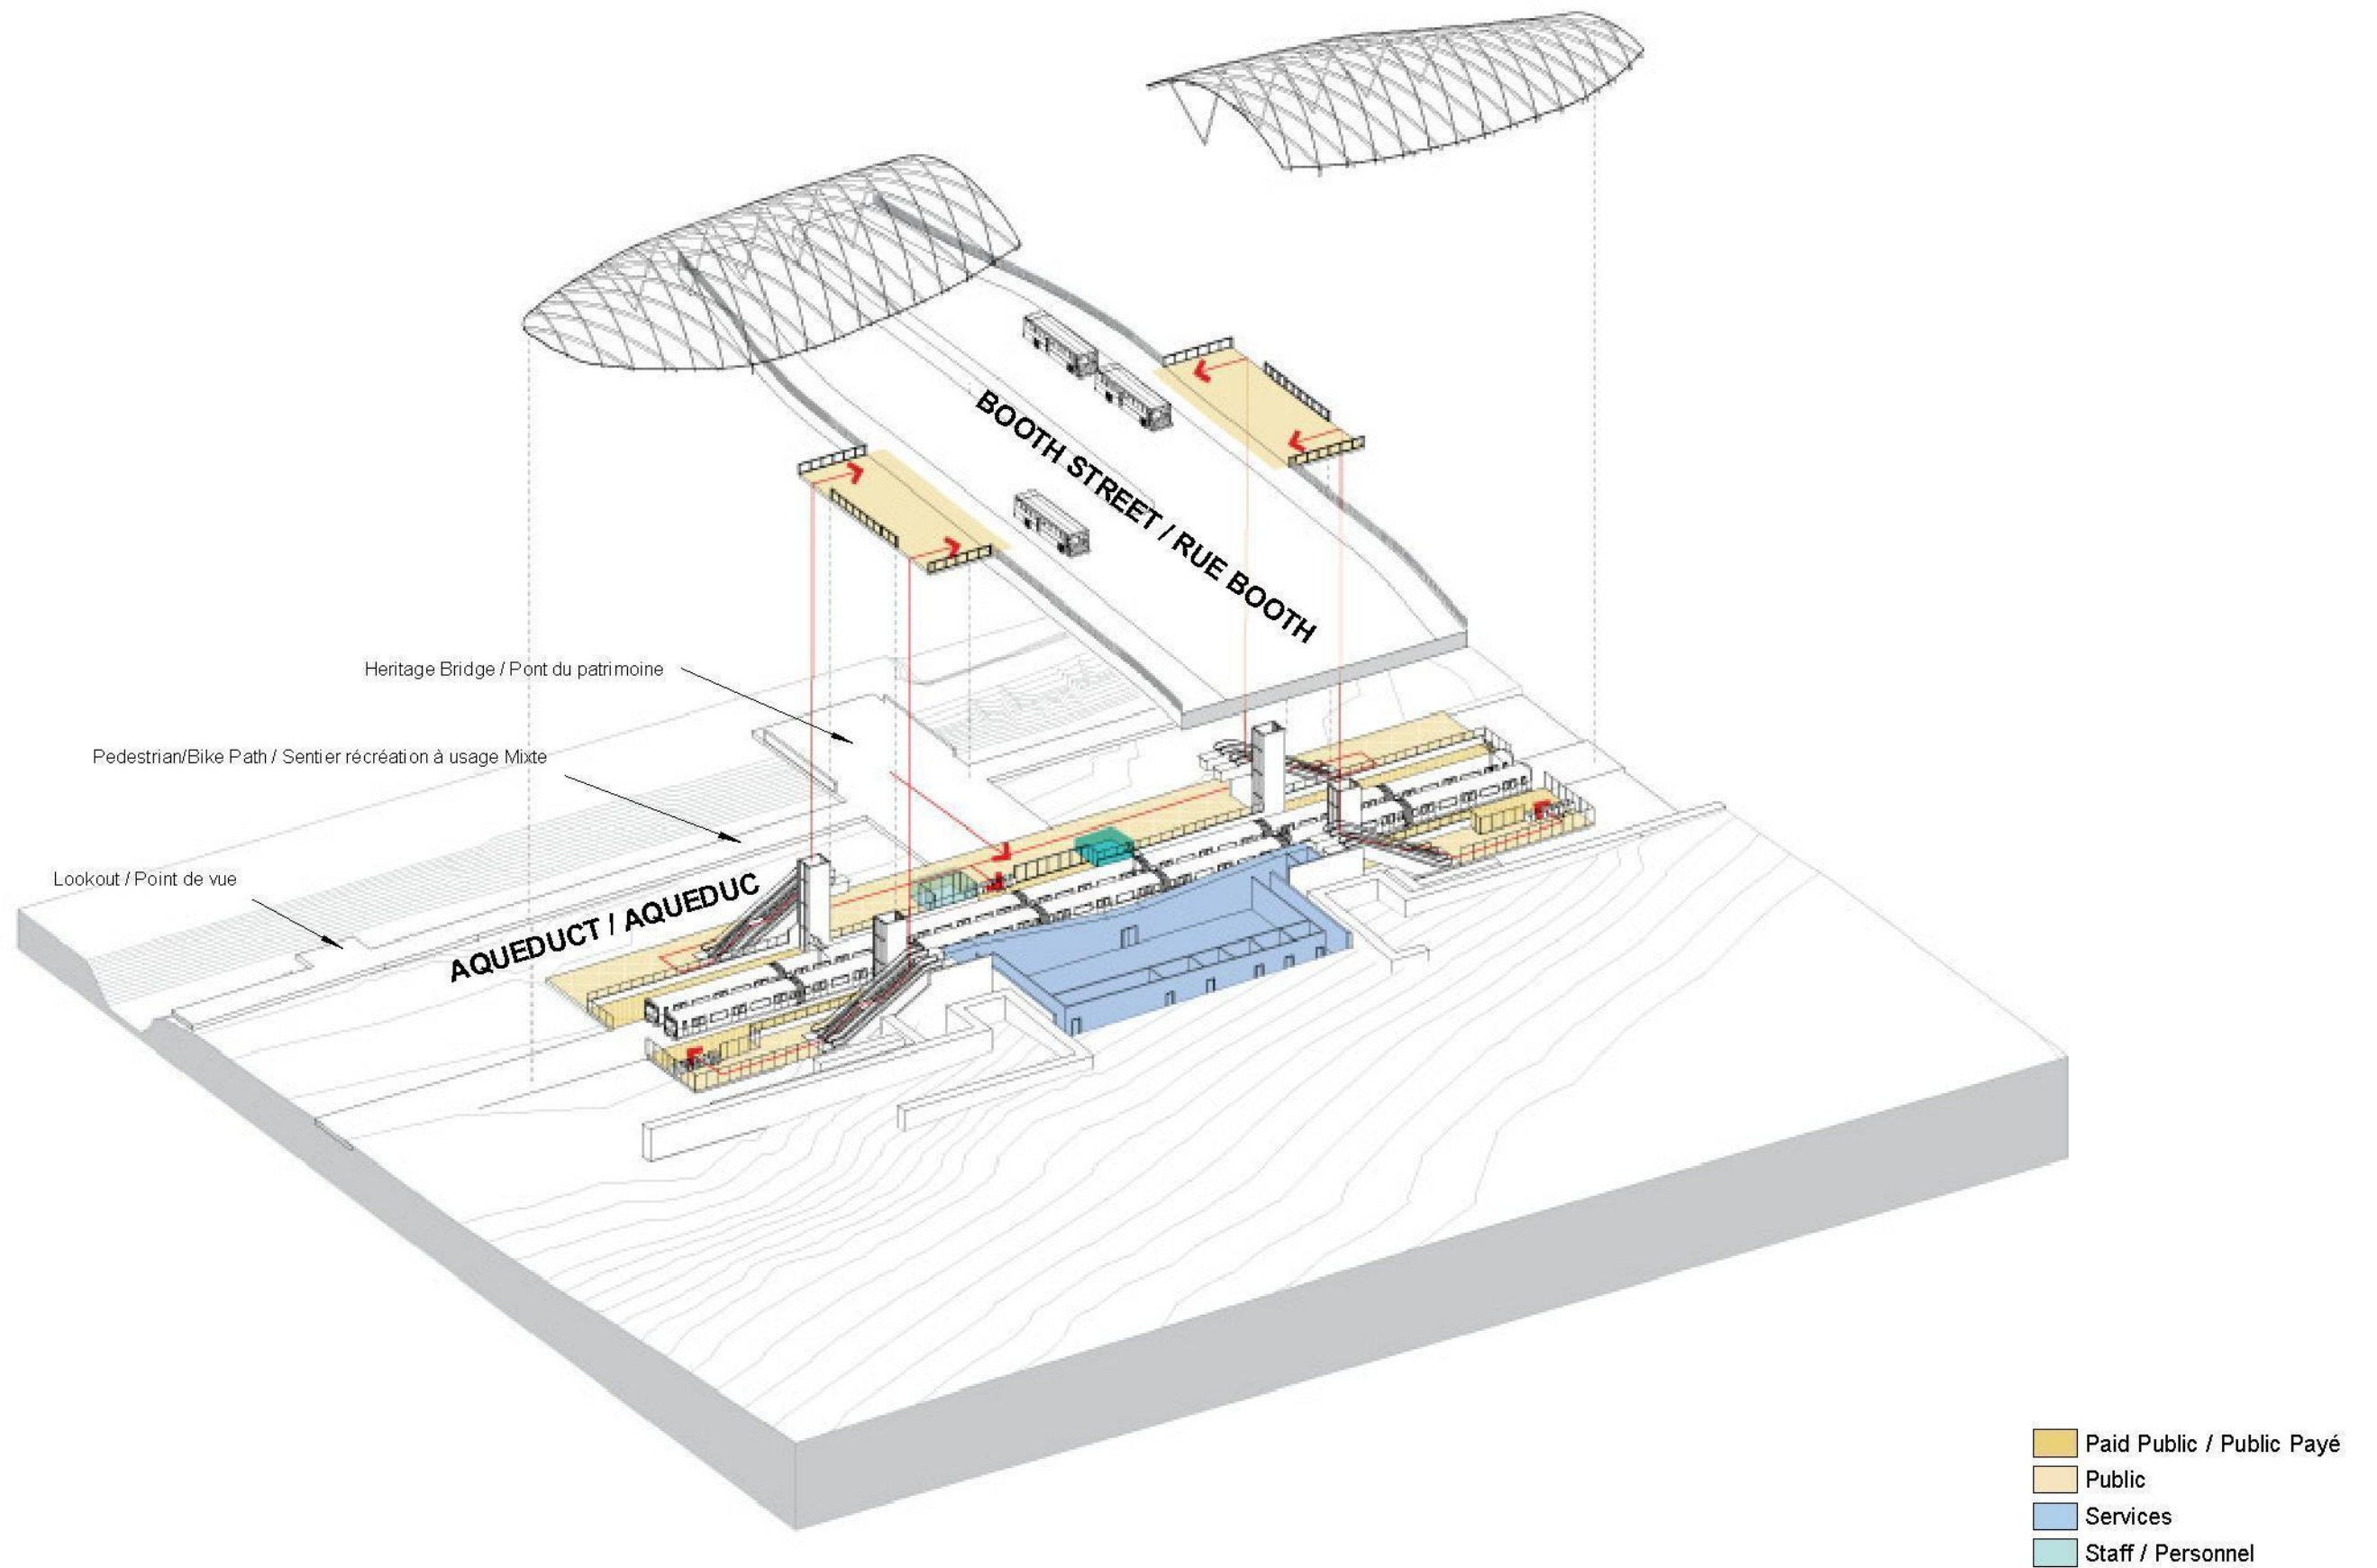 BOOTH STREET / RUE BOOTH
Heritage Bridge / Pont du patrimoine
Pedestrian/Bike Path / Sentier récréation à usage Mixte
Lookout / Point de vue
AQUEDUCT / AQUEDUC
Paid Public / Public Payé
Public
Services
Staff / Personnel